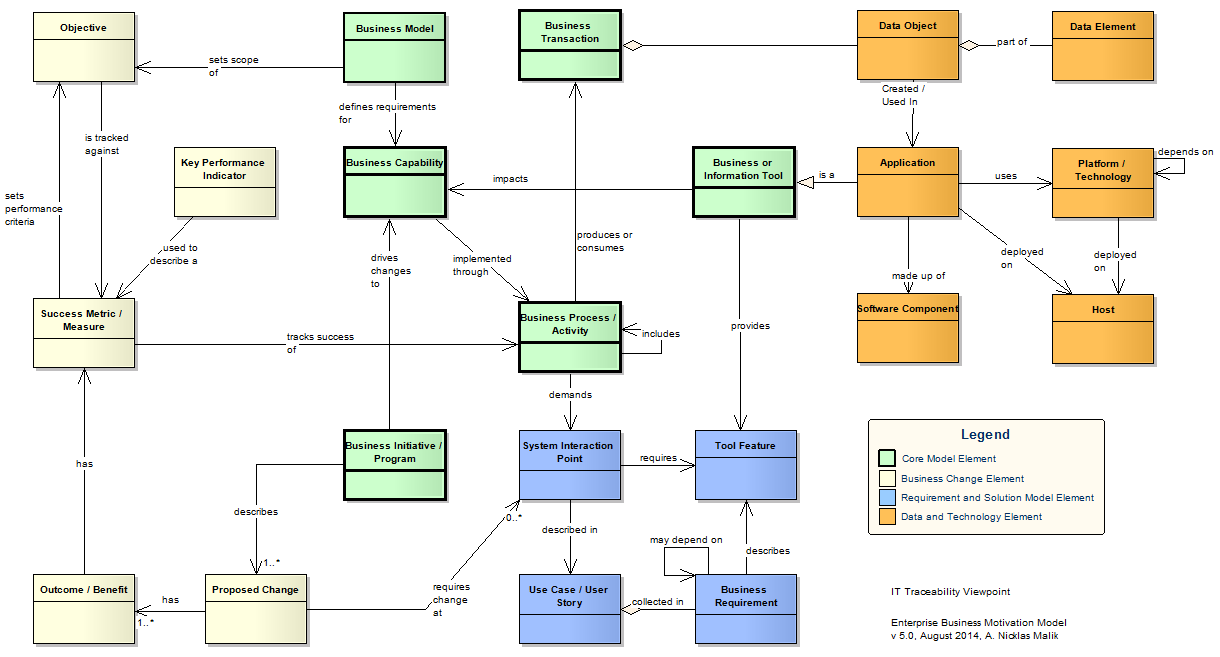 Objective
Business Model
Business
Transaction
Data Object
Data Element
sets scope
of
part of
defines requirements
for
Created /
Used In
is tracked
against
Key Performance
Indicator
Business Capability
Business or
Information Tool
Application
Platform /
Technology
depends on
impacts
is a
uses
sets
performance
criteria
used to
describe a
drives
changes
to
implemented
through
produces or
consumes
made up of
deployed
on
deployed
on
Success Metric /
Measure
Business Process /
Activity
Software Component
Host
tracks success
of
includes
provides
demands
Business Initiative /
Program
System Interaction
Point
Tool Feature
requires
has
describes
1..*
0..*
described in
may depend on
describes
requires
change
at
Outcome / Benefit
has
1..*
Proposed Change
Use Case / User
Story
collected in
Business
Requirement
Legend
Core Model Element
Business Change Element
Requirement and Solution Model Element
Data and Technology Element
IT Traceability Viewpoint
Enterprise Business Motivation Model
v 5.0, August 2014, A. Nicklas Malik